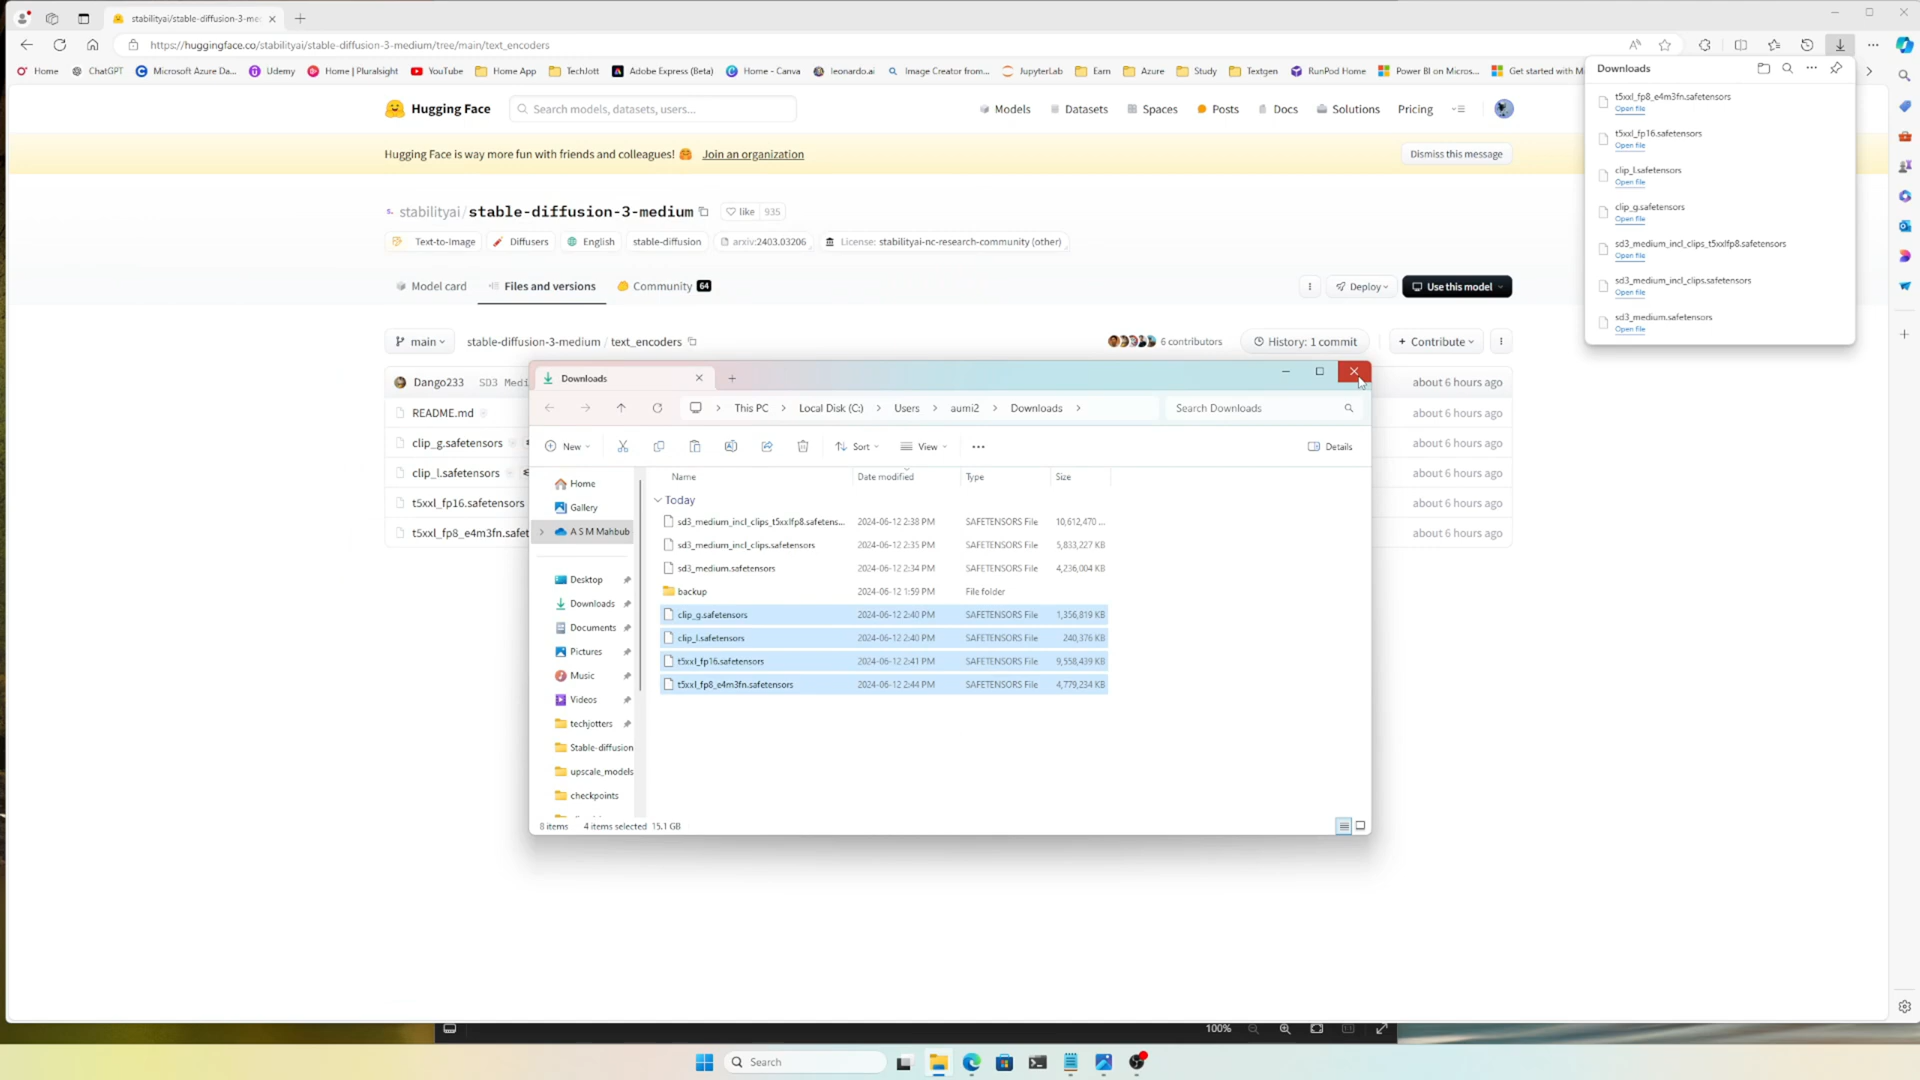 stabilityai/stable-diffusion-3-me
https://huggingface.co/stabilityai/stable-diffusion-3-medium/tree/main/text_encoders
Home ChatGPT Microsoft Azure Da... Udemy Home | Pluralsight YouTube Home App TechJott Adobe Express (Beta) Home - Canva leonardo.ai Image Creator from... JupyterLab Earn Azure Study Textgen RunPod Home Power BI on Micros... Get started with Mi
Downloads
t5xxl_fp8_e4m3fn.safetensors
Open file
t5xxl_fp16.safetensors
Open file
clip_l.safetensors
Open file
clip_g.safetensors
Open file
sd3_medium_incl_clips_t5xxlfp8.safetensors
Open file
sd3_medium_incl_clips.safetensors
Open file
sd3_medium.safetensors
Open file
Hugging Face Search models, datasets, users... Models Datasets Spaces Posts Docs Solutions Pricing
Hugging Face is way more fun with friends and colleagues! 🤗 Join an organization Dismiss this message
stabilityai/stable-diffusion-3-medium like 935
Text-to-Image Diffusers English stable-diffusion arxiv:2403.03206 License: stabilityai-nc-research-community (other)
Model card Files and versions Community 64 Deploy Use this model
main stable-diffusion-3-medium / text_encoders 6 contributors History: 1 commit + Contribute
Dango233 SD3 Medi about 6 hours ago
README.md about 6 hours ago
clip_g.safetensors about 6 hours ago
clip_l.safetensors about 6 hours ago
t5xxl_fp16.safetensors about 6 hours ago
t5xxl_fp8_e4m3fn.safet about 6 hours ago
Downloads
This PC > Local Disk (C:) > Users > aumi2 > Downloads > Search Downloads
New Sort View ... Details
Home
Gallery
A S M Mahbub
Desktop
Downloads
Documents
Pictures
Music
Videos
techjotters
Stable-diffusion
upscale_models
checkpoints
Name Date modified Type Size
Today
sd3_medium_incl_clips_t5xxlfp8.safetens... 2024-06-12 2:38 PM SAFETENSORS File 10,612,470 ...
sd3_medium_incl_clips.safetensors 2024-06-12 2:35 PM SAFETENSORS File 5,833,227 KB
sd3_medium.safetensors 2024-06-12 2:34 PM SAFETENSORS File 4,236,004 KB
backup 2024-06-12 1:59 PM File folder
clip_g.safetensors 2024-06-12 2:40 PM SAFETENSORS File 1,356,819 KB
clip_l.safetensors 2024-06-12 2:40 PM SAFETENSORS File 240,376 KB
t5xxl_fp16.safetensors 2024-06-12 2:41 PM SAFETENSORS File 9,558,439 KB
t5xxl_fp8_e4m3fn.safetensors 2024-06-12 2:44 PM SAFETENSORS File 4,779,234 KB
8 items 4 items selected 15.1 GB
100%
Search